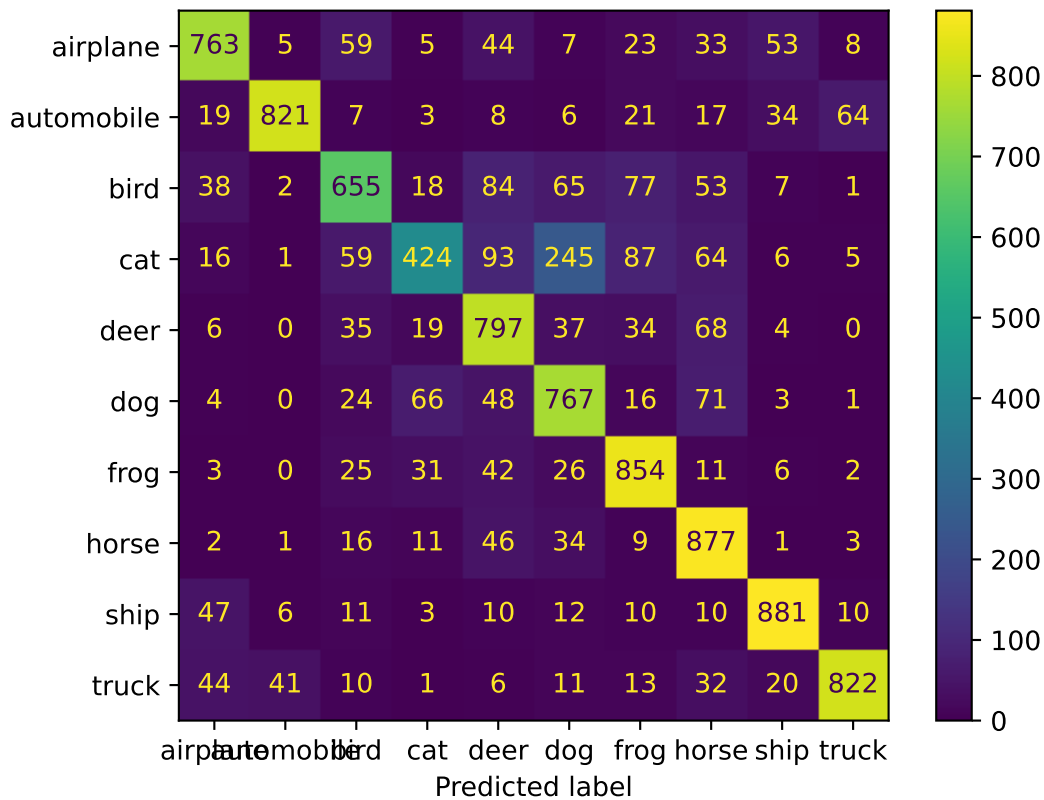 airplane 763 5 59 5 44 7 23 33 53 8
automobile 19 821 7 3 8 6 21 17 34 64
bird 38 2 655 18 84 65 77 53 7 1
cat 16 1 59 424 93 245 87 64 6 5
deer 6 0 35 19 797 37 34 68 4 0
dog 4 0 24 66 48 767 16 71 3 1
frog 3 0 25 31 42 26 854 11 6 2
horse 2 1 16 11 46 34 9 877 1 3
ship 47 6 11 3 10 12 10 10 881 10
truck 44 41 10 1 6 11 13 32 20 822
airplane automobile bird cat deer dog frog horse ship truck
Predicted label
800
700
600
500
400
300
200
100
0